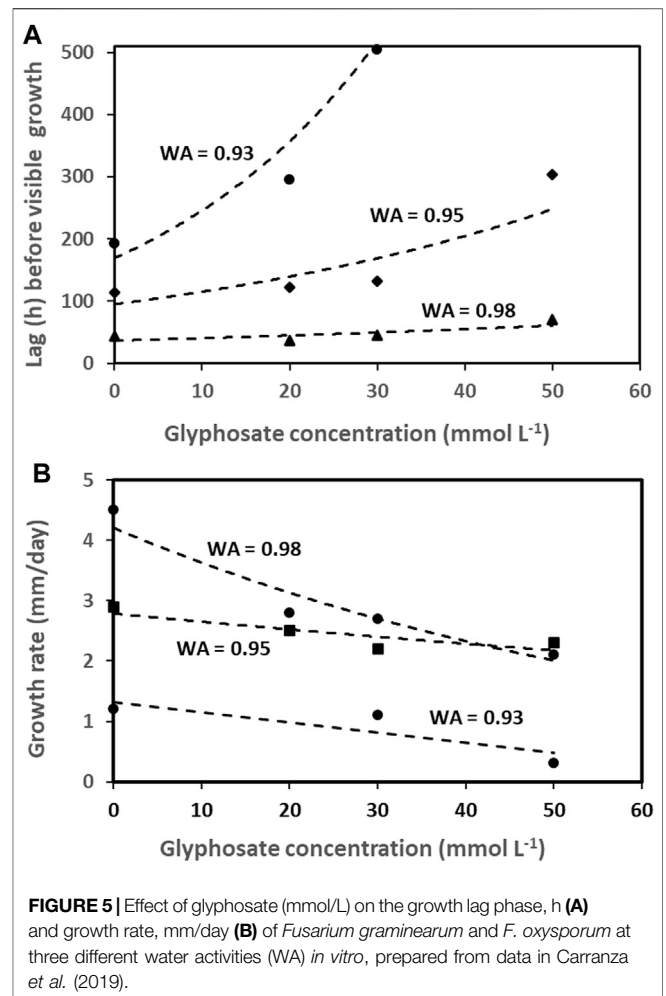 A
500
400
300
200
100
0
Lag (h) before visible growth
WA = 0.93
WA = 0.95
WA = 0.98
0 10 20 30 40 50 60
Glyphosate concentration (mmol L⁻¹)
B
5
4
3
2
1
0
Growth rate (mm/day)
WA = 0.98
WA = 0.95
WA = 0.93
0 10 20 30 40 50 60
Glyphosate concentration (mmol L⁻¹)
FIGURE 5 | Effect of glyphosate (mmol/L) on the growth lag phase, h (A)
and growth rate, mm/day (B) of Fusarium graminearum and F. oxysporum at
three different water activities (WA) in vitro, prepared from data in Carranza
et al. (2019).